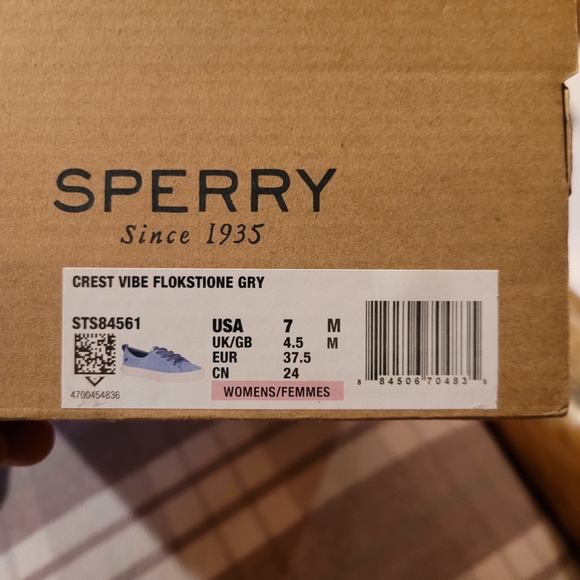 SPERRY
Since 1935
CREST VIBE FLOKSTIONE GRY
STS84561
USA 7 M
UK/GB 4.5 M
EUR 37.5
CN 24
WOMENS/FEMMES
4700454836
8 84506 70483 5